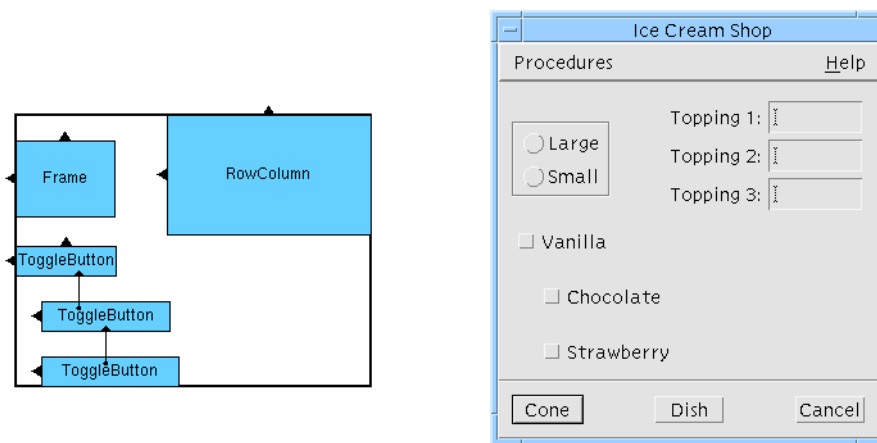 Frame
RowColumn
ToggleButton
ToggleButton
ToggleButton
Ice Cream Shop
Procedures Help
Large
Small
Topping 1:
Topping 2:
Topping 3:
Vanilla
Chocolate
Strawberry
Cone Dish Cancel